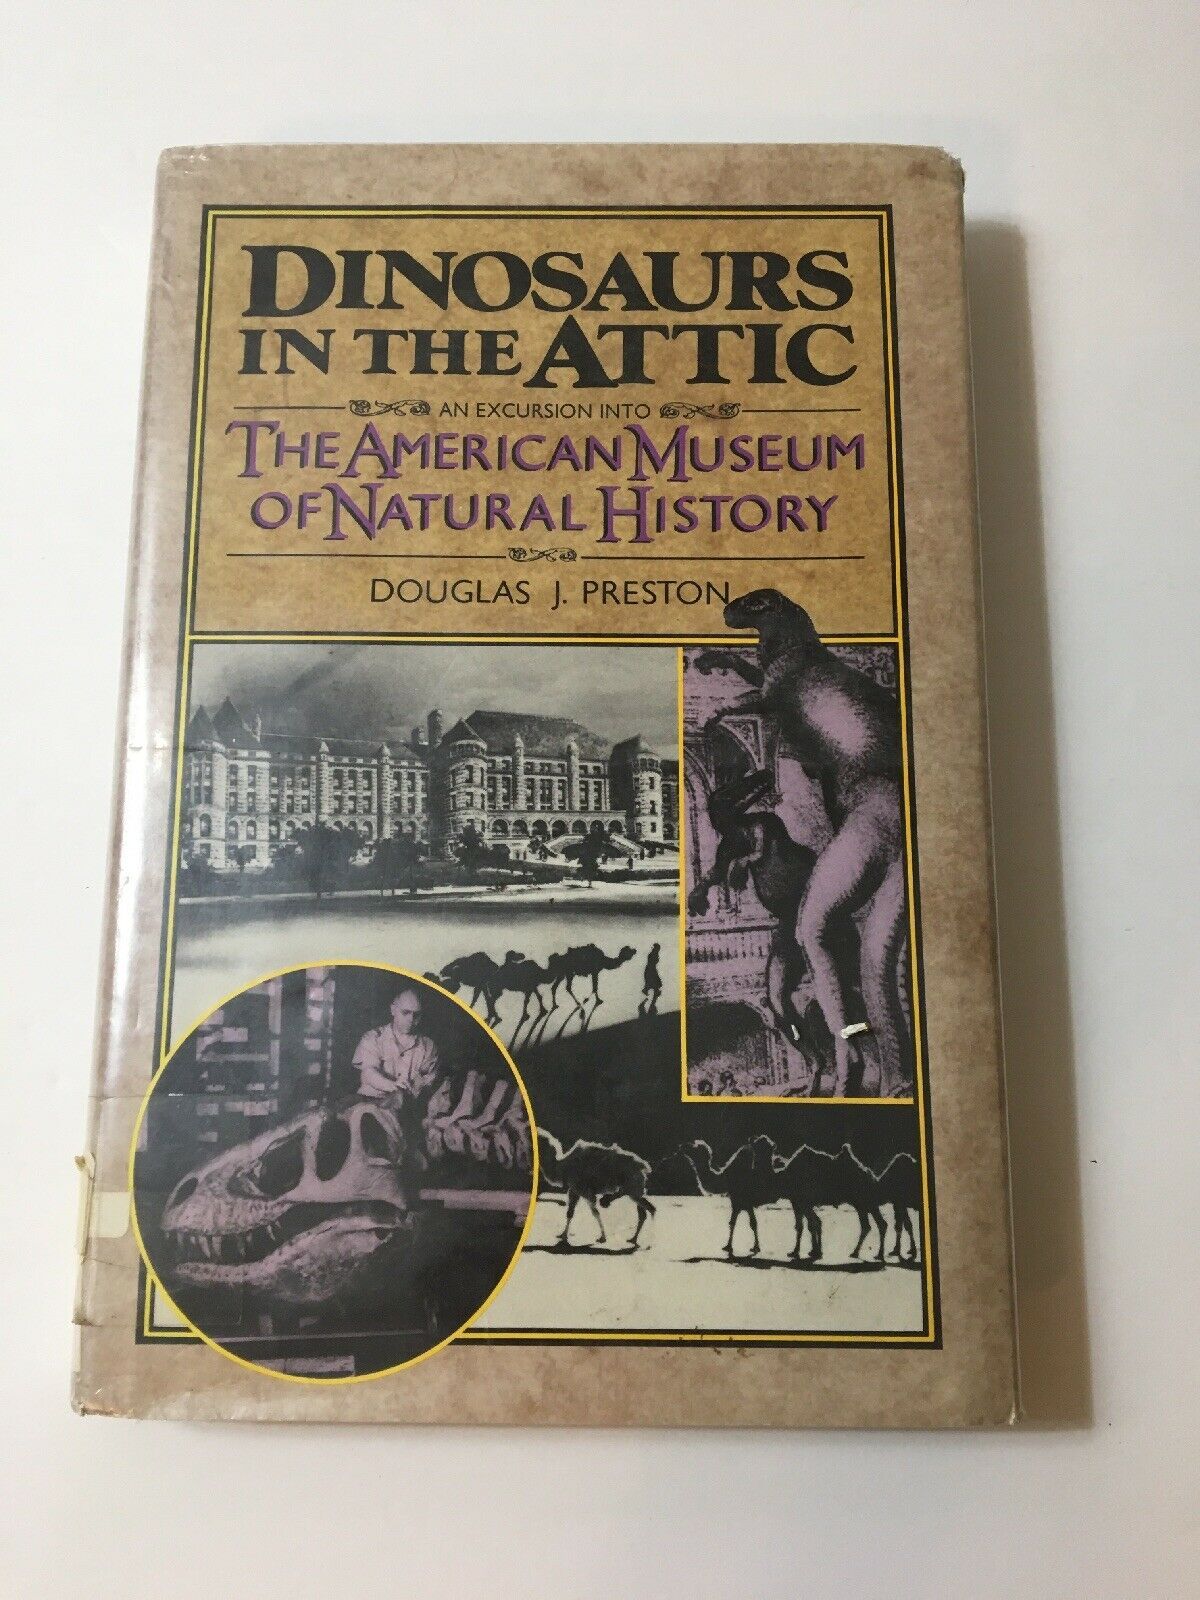 DINOSAURS
IN THE ATTIC
AN EXCURSION INTO
THE AMERICAN MUSEUM
OF NATURAL HISTORY
DOUGLAS J. PRESTON